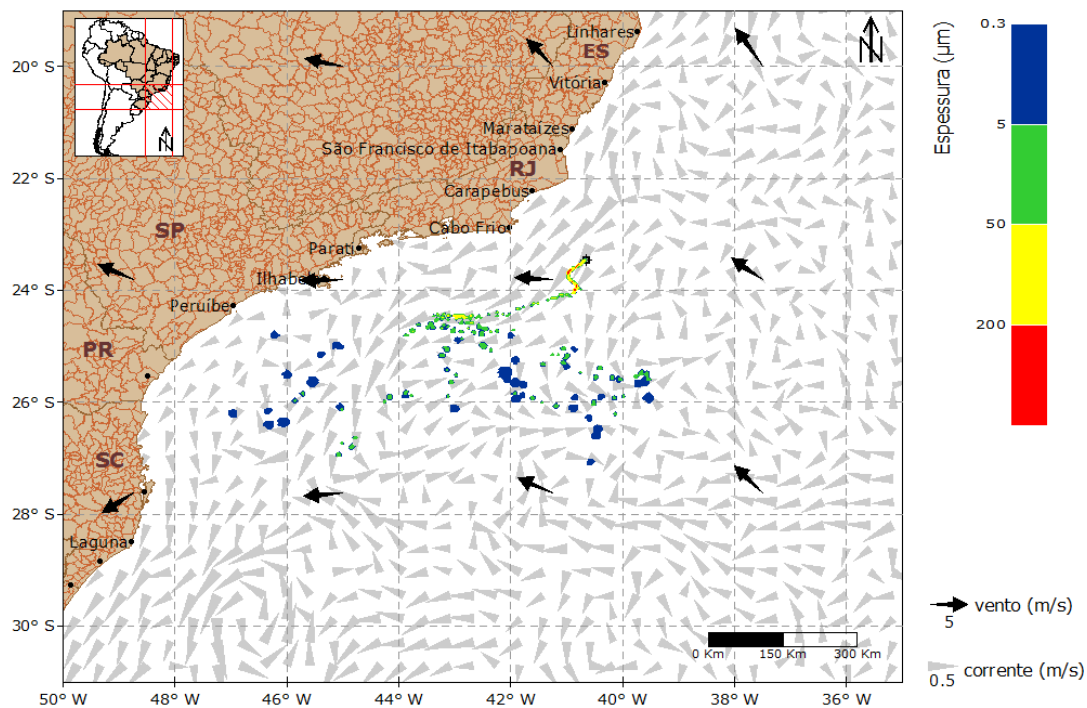 20° S
22° S
24° S
26° S
28° S
30° S
50° W
48° W
46° W
44° W
42° W
40° W
38° W
36° W
N
Linhares
ES
Vitória
Marataízes
São Francisco de Itabapoana
RJ
Carapebus
SP
Cabo Frio
Parati
Ilhabe
Peruibe
PR
SC
Laguna
0 Km
150 Km
300 Km
N
Espessura (µm)
0.3
5
50
200
vento (m/s)
5
corrente (m/s)
0.5